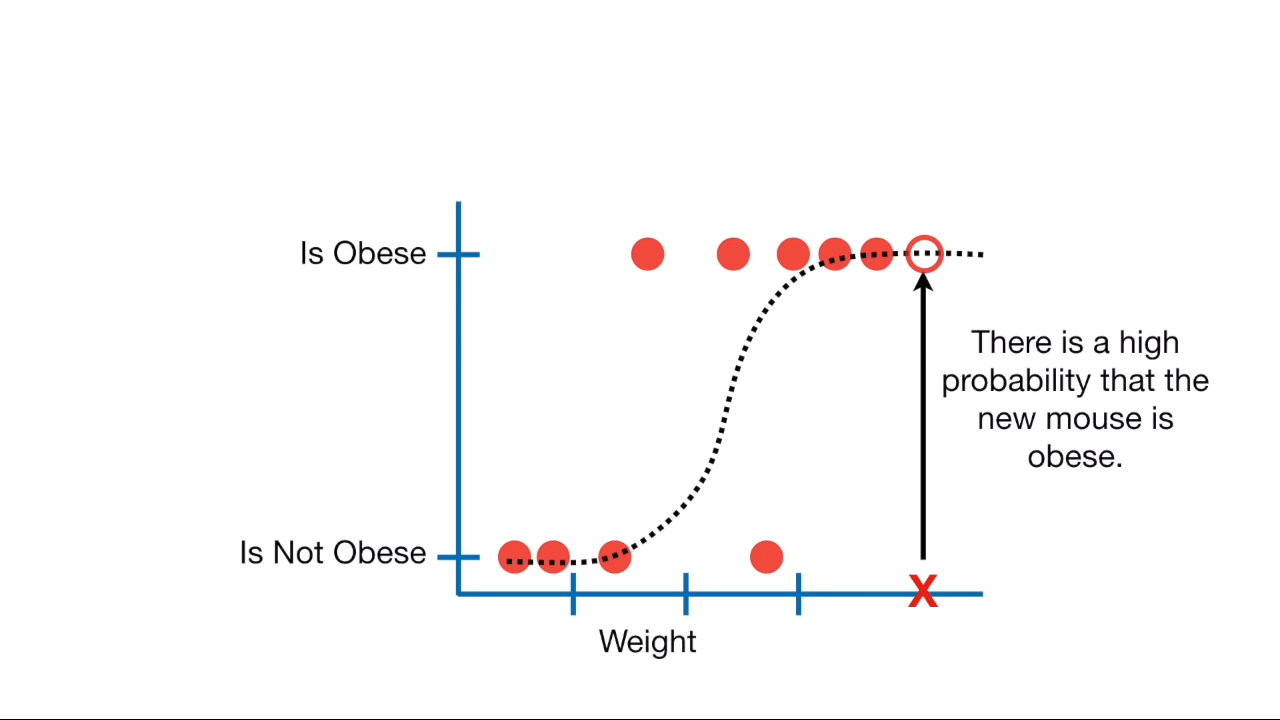 Is Obese
There is a high
probability that the
new mouse is
obese.
Is Not Obese
X
Weight